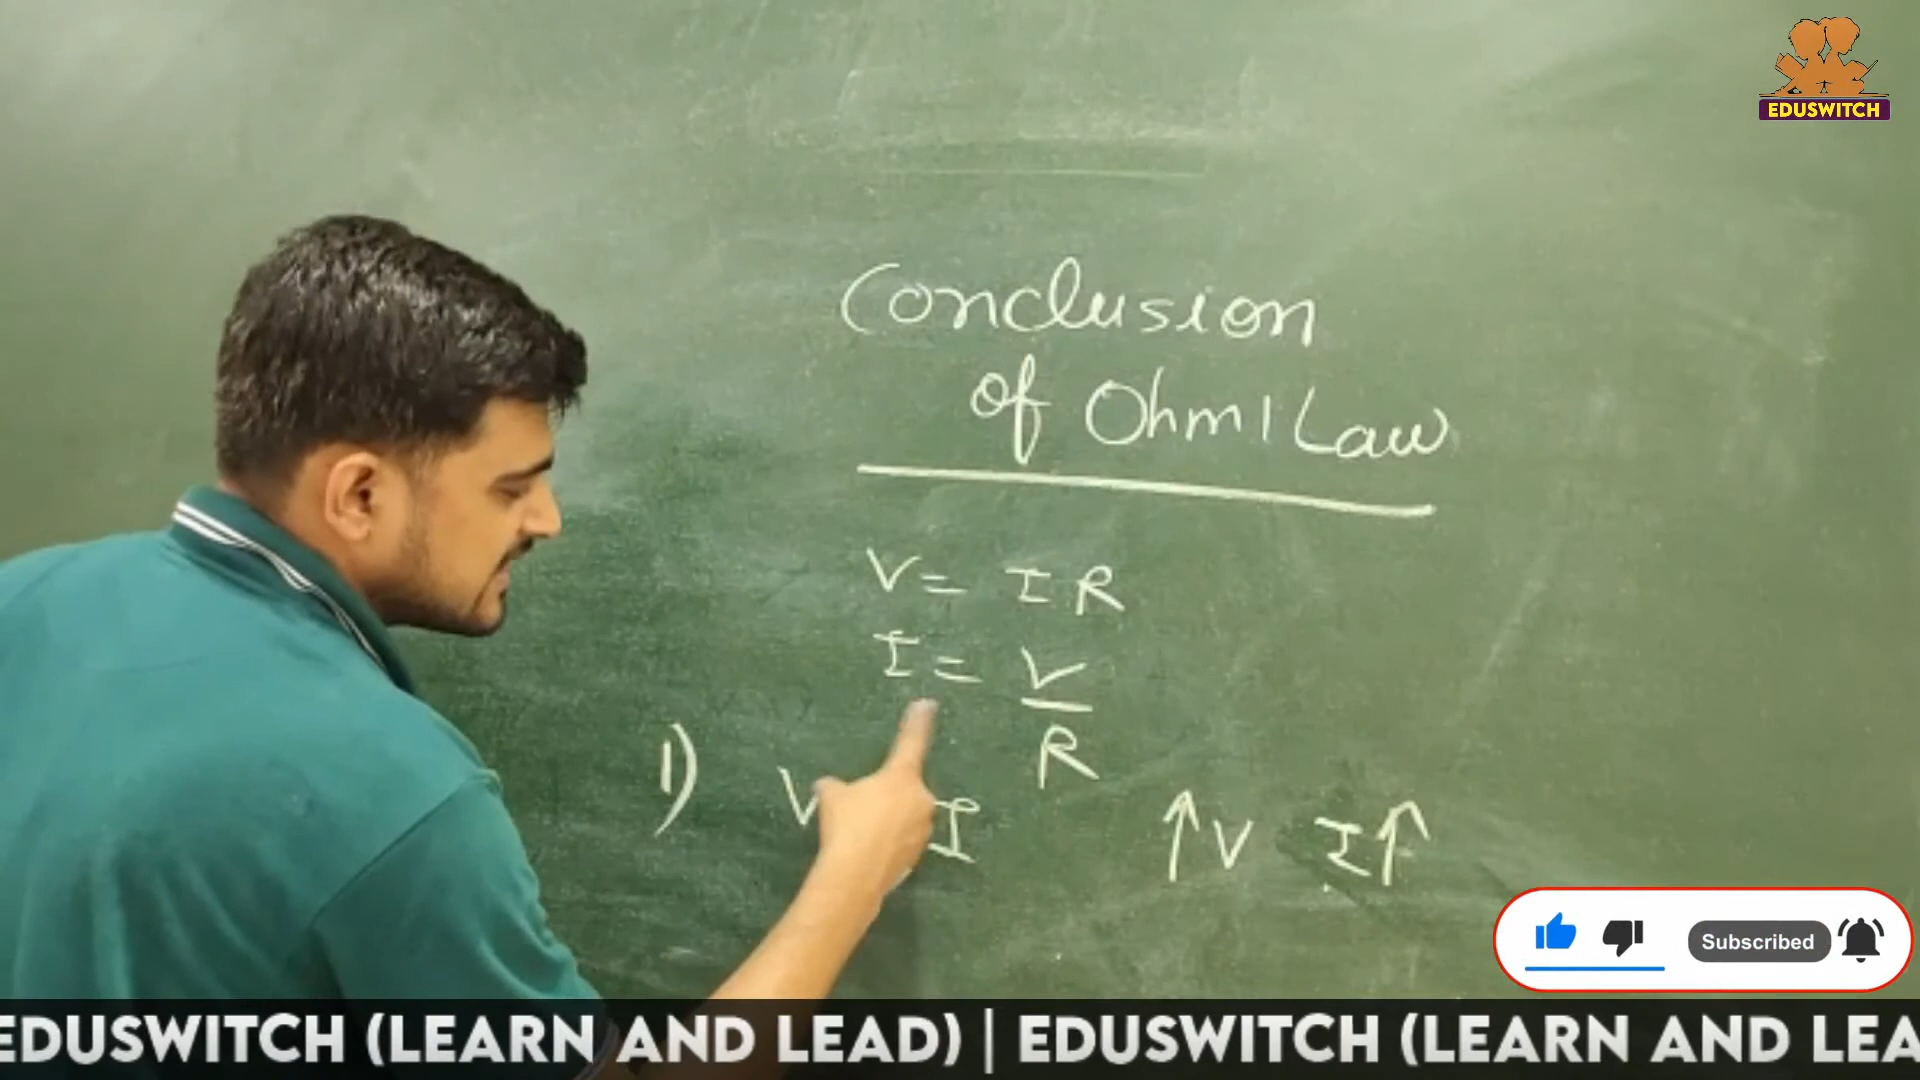 EDUSWITCH
Conclusion
of Ohm | Law
V = IR
I = V
R
1) V I ↑V I↑
Subscribed
EDUSWITCH (LEARN AND LEAD) | EDUSWITCH (LEARN AND LEA